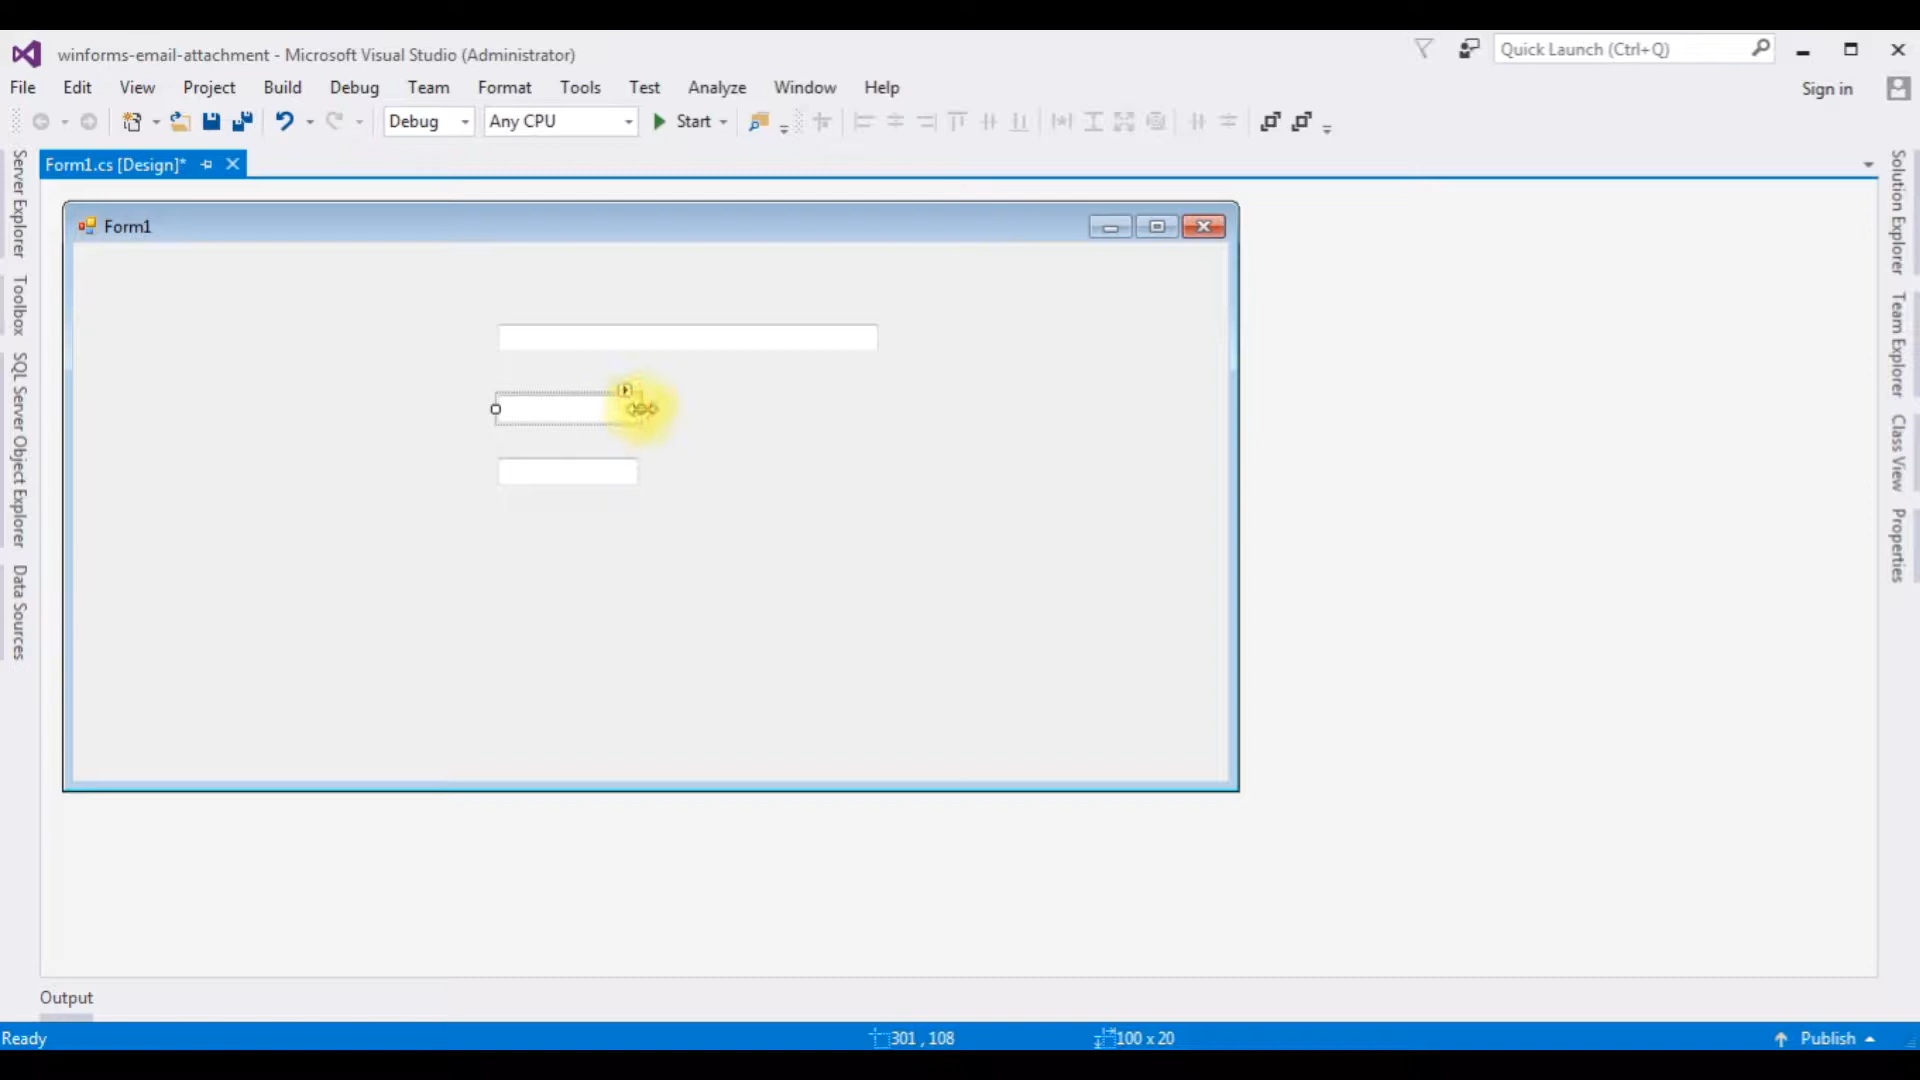 winforms-email-attachment - Microsoft Visual Studio (Administrator)
Quick Launch (Ctrl+Q)
File Edit View Project Build Debug Team Format Tools Test Analyze Window Help
Sign in
Debug Any CPU Start
Form1.cs [Design]*
Form1
Server Explorer
Toolbox
SQL Server Object Explorer
Data Sources
Solution Explorer
Team Explorer
Class View
Properties
Output
Ready 301 , 108 100 x 20 Publish